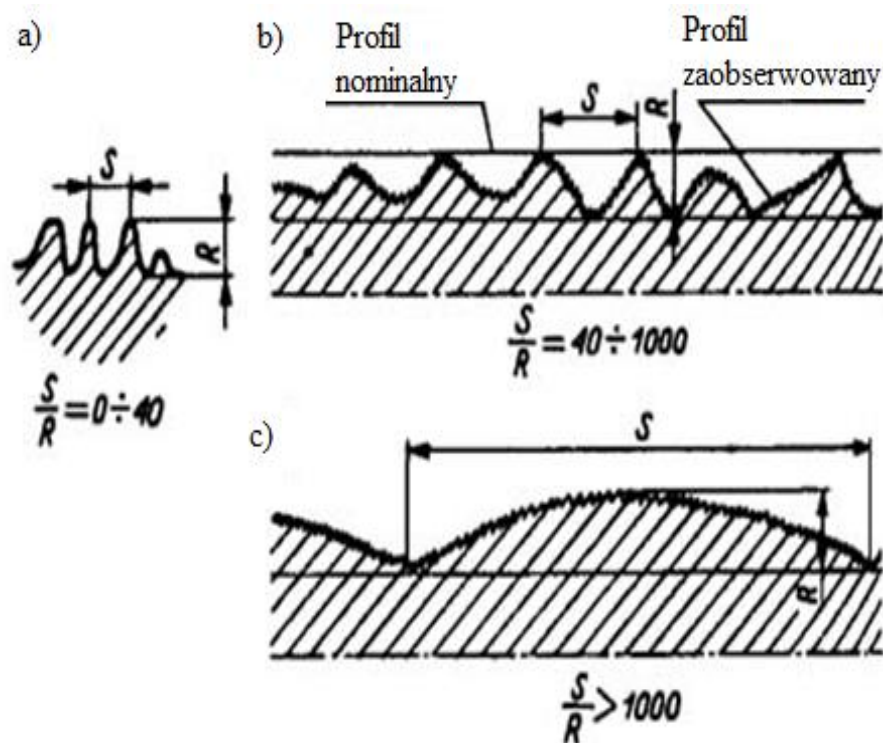 a)
S
R
S/R = 0÷40
b)
Profil
nominalny
Profil
zaobserwowany
S
R
S/R = 40÷1000
c)
S
R
S/R > 1000